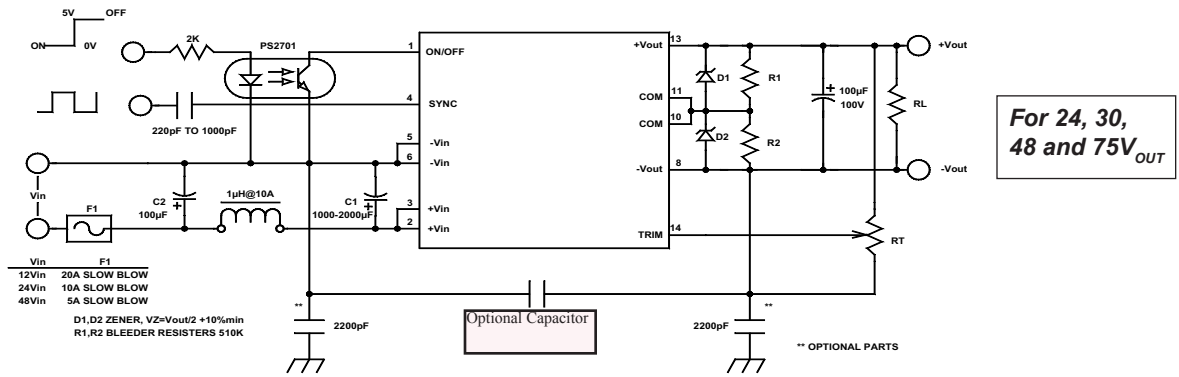 5V
OFF
ON
0V
2K
PS2701
1
ON/OFF
4
SYNC
220pF TO 1000pF
5
-Vin
6
-Vin
Vin
C2
100µF
+
1µH@10A
C1
1000-2000µF
+
3
+Vin
2
+Vin
F1
13
+Vout
11
COM
10
COM
8
-Vout
14
TRIM
D1
R1
D2
R2
+
100µF
100V
RL
+Vout
-Vout
RT
For 24, 30,
48 and 75VOUT
Vin F1
12Vin 20A SLOW BLOW
24Vin 10A SLOW BLOW
48Vin 5A SLOW BLOW
D1,D2 ZENER, VZ=Vout/2 +10%min
R1,R2 BLEEDER RESISTERS 510K
**
2200pF
Optional Capacitor
**
2200pF
** OPTIONAL PARTS